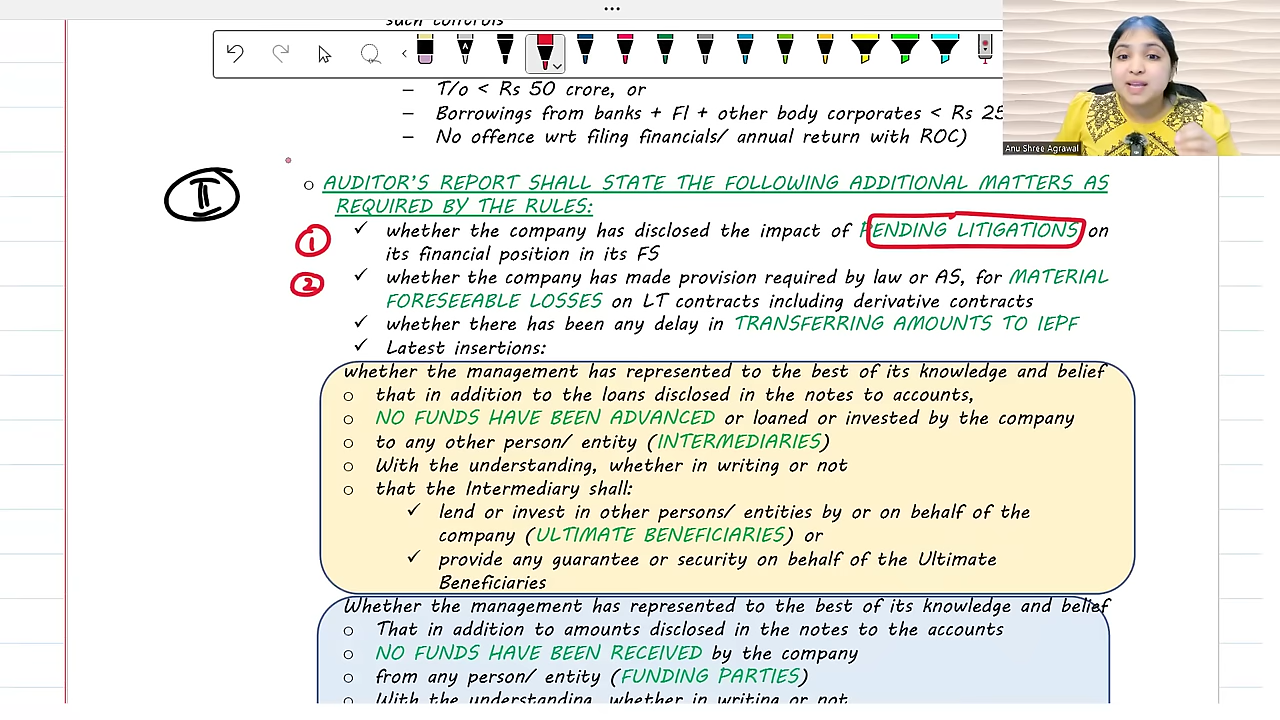 such controls
– T/o < Rs 50 crore, or
– Borrowings from banks + FI + other body corporates < Rs 25
– No offence wrt filing financials/ annual return with ROC)
Anu Shree Agrawal
II
o AUDITOR'S REPORT SHALL STATE THE FOLLOWING ADDITIONAL MATTERS AS
REQUIRED BY THE RULES:
1 ✓ whether the company has disclosed the impact of PENDING LITIGATIONS on
its financial position in its FS
2 ✓ whether the company has made provision required by law or AS, for MATERIAL
FORESEEABLE LOSSES on LT contracts including derivative contracts
✓ whether there has been any delay in TRANSFERRING AMOUNTS TO IEPF
✓ Latest insertions:
whether the management has represented to the best of its knowledge and belief
o that in addition to the loans disclosed in the notes to accounts,
o NO FUNDS HAVE BEEN ADVANCED or loaned or invested by the company
o to any other person/ entity (INTERMEDIARIES)
o With the understanding, whether in writing or not
o that the Intermediary shall:
✓ lend or invest in other persons/ entities by or on behalf of the
company (ULTIMATE BENEFICIARIES) or
✓ provide any guarantee or security on behalf of the Ultimate
Beneficiaries
Whether the management has represented to the best of its knowledge and belief
o That in addition to amounts disclosed in the notes to the accounts
o NO FUNDS HAVE BEEN RECEIVED by the company
o from any person/ entity (FUNDING PARTIES)
o With the understanding, whether in writing or not